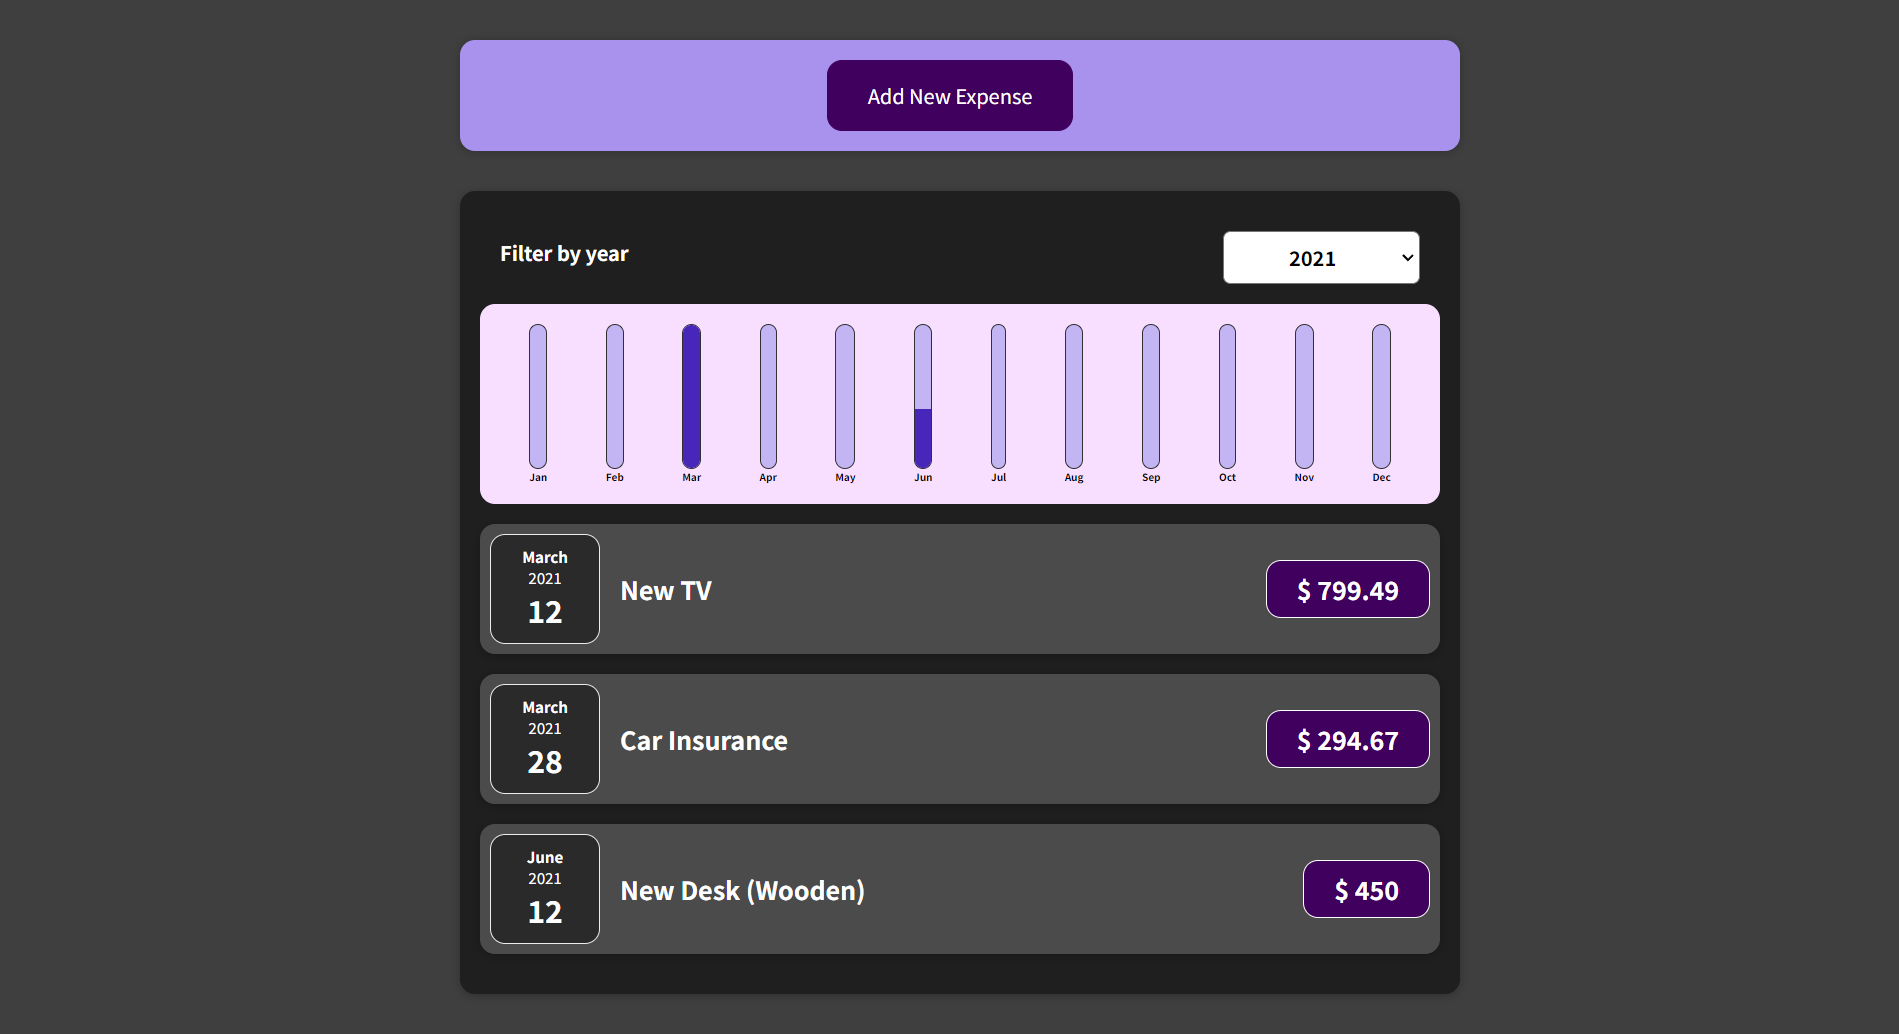 Add New Expense
Filter by year
2021
Jan Feb Mar Apr May Jun Jul Aug Sep Oct Nov Dec
March
2021
12
New TV
$ 799.49
March
2021
28
Car Insurance
$ 294.67
June
2021
12
New Desk (Wooden)
$ 450